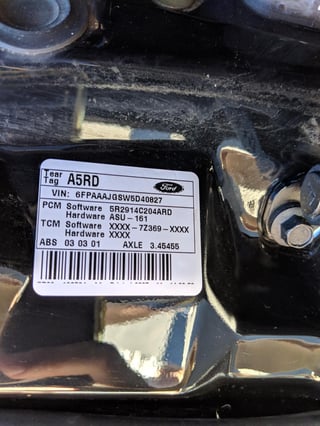 Tear
Tag A5RD Ford
VIN: 6FPAAAJGSW5D40827
PCM Software 5R2914C204ARD
Hardware ASU-161
TCM Software XXXX-7Z369-XXXX
Hardware XXXX
ABS 03 03 01 AXLE 3.45455